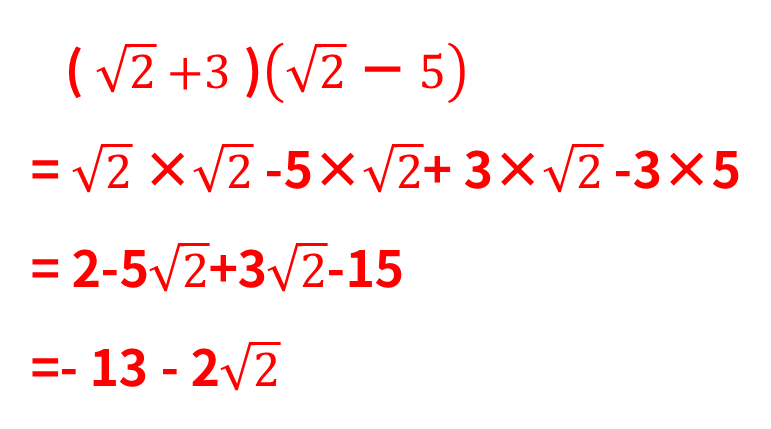 ( √2 +3 )(√2 − 5)
= √2 ×√2 -5×√2+ 3×√2 -3×5
= 2-5√2+3√2-15
=- 13 - 2√2